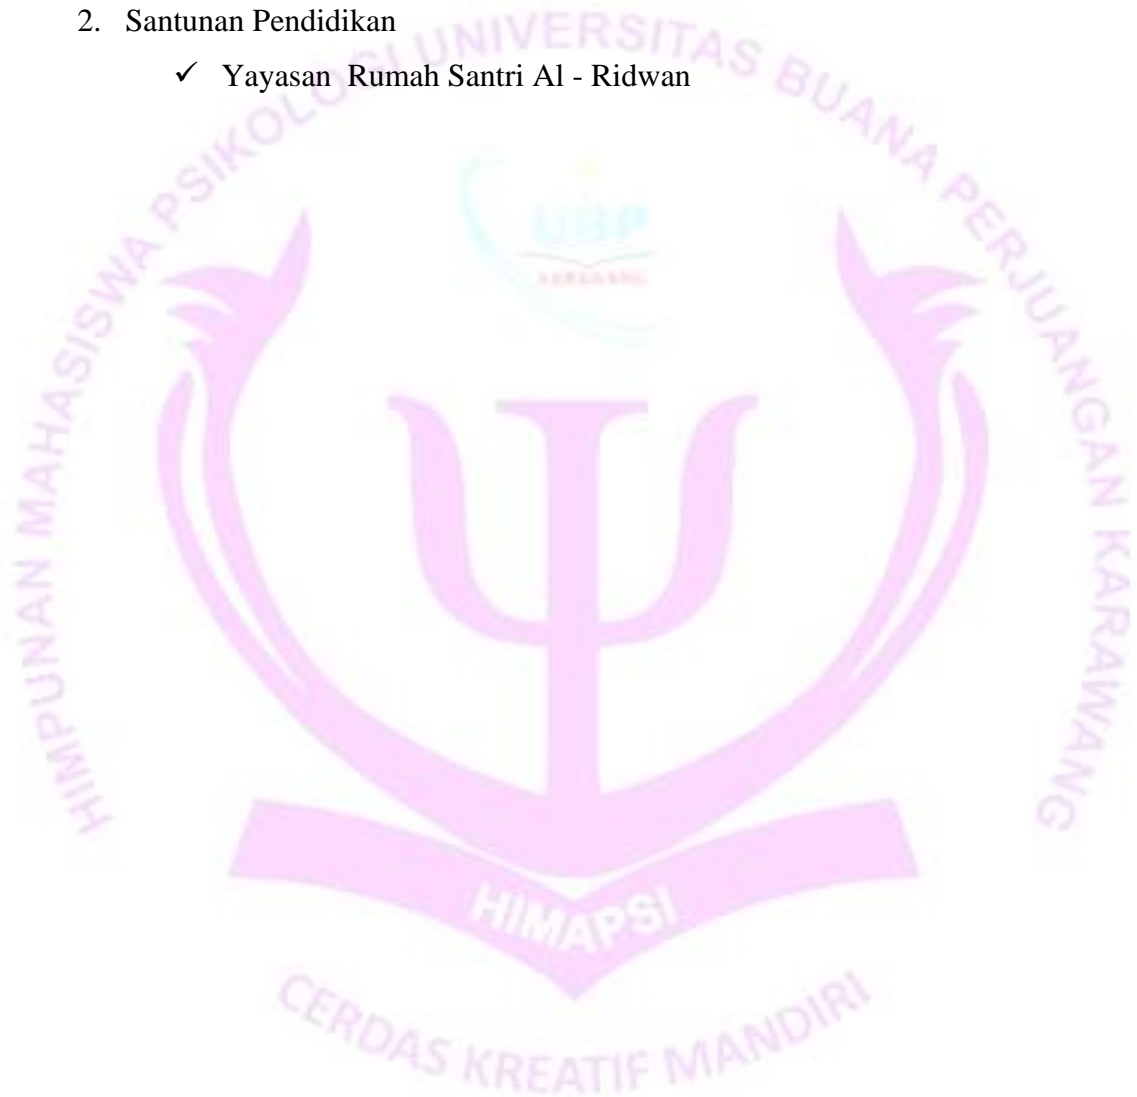 2. Santunan Pendidikan
✓ Yayasan Rumah Santri Al - Ridwan
HIMPUNAN MAHASISWA PSIKOLOGI UNIVERSITAS BUANA PERJUANGAN KARAWANG
UBP
KARAWANG
HIMAPSI
CERDAS KREATIF MANDIRI